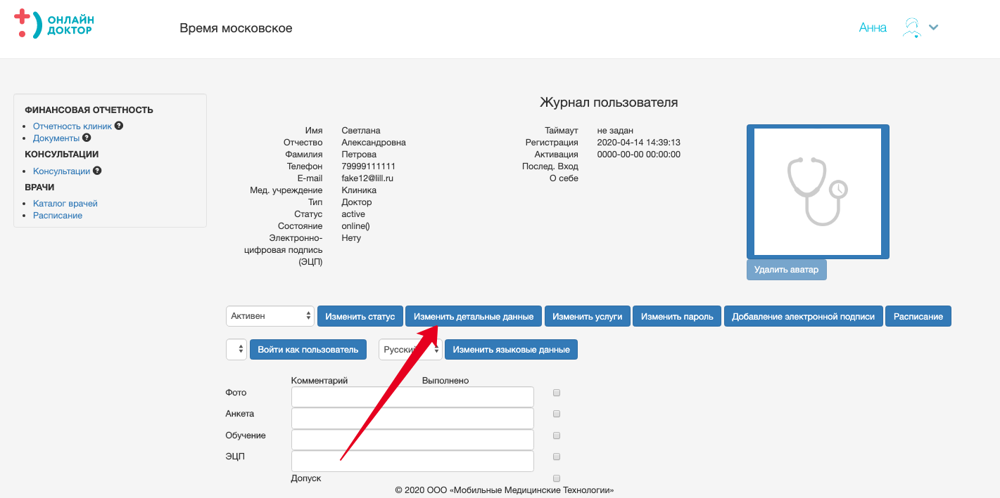 ОНЛАЙН
ДОКТОР
Время московское
Анна
ФИНАНСОВАЯ ОТЧЕТНОСТЬ
Отчетность клиник ?
Документы ?
КОНСУЛЬТАЦИИ
Консультации ?
ВРАЧИ
Каталог врачей
Расписание
Журнал пользователя
Имя Светлана
Отчество Александровна
Фамилия Петрова
Телефон 79999111111
E-mail fake12@lill.ru
Мед. учреждение Клиника
Тип Доктор
Статус active
Состояние online()
Электронно- Нету
цифровая подпись
(ЭЦП)
Таймаут не задан
Регистрация 2020-04-14 14:39:13
Активация 0000-00-00 00:00:00
Послед. Вход
О себе
Удалить аватар
Активен Изменить статус Изменить детальные данные Изменить услуги Изменить пароль Добавление электронной подписи Расписание
Войти как пользователь Русский Изменить языковые данные
Комментарий Выполнено
Фото
Анкета
Обучение
ЭЦП
Допуск
© 2020 ООО «Мобильные Медицинские Технологии»